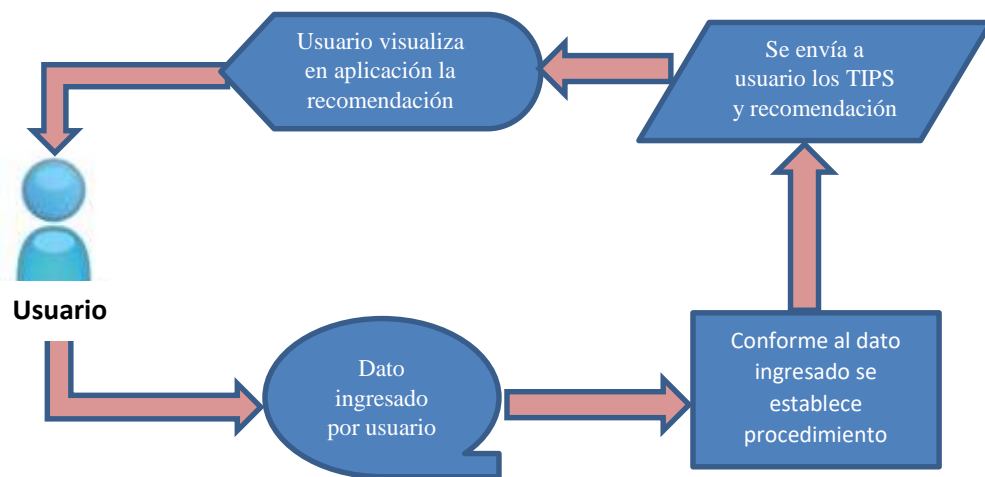 Usuario visualiza
en aplicación la
recomendación
Se envía a
usuario los TIPS
y recomendación
Usuario
Dato
ingresado
por usuario
Conforme al dato
ingresado se
establece
procedimiento